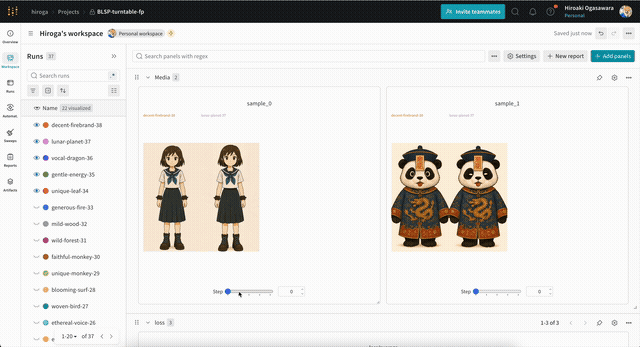 hiroga > Projects > BLSP-turntable-fp
Invite teammates
Hiroaki Ogasawara
Personal
Hiroga's workspace
Personal workspace
Saved just now
Overview
Workspace
Runs
Automat..
Sweeps
Reports
Artifacts
Runs 37
Search runs
Name 22 visualized
decent-firebrand-38
lunar-planet-37
vocal-dragon-36
gentle-energy-35
unique-leaf-34
generous-fire-33
mild-wood-32
wild-forest-31
faithful-monkey-30
unique-monkey-29
blooming-surf-28
woven-bird-27
ethereal-voice-26
1-20 of 37
Search panels with regex
Settings
New report
Add panels
Media 2
sample_0
decent-firebrand-38
Step 0
sample_1
decent-firebrand-38
Step 0
loss 3
1-3 of 3